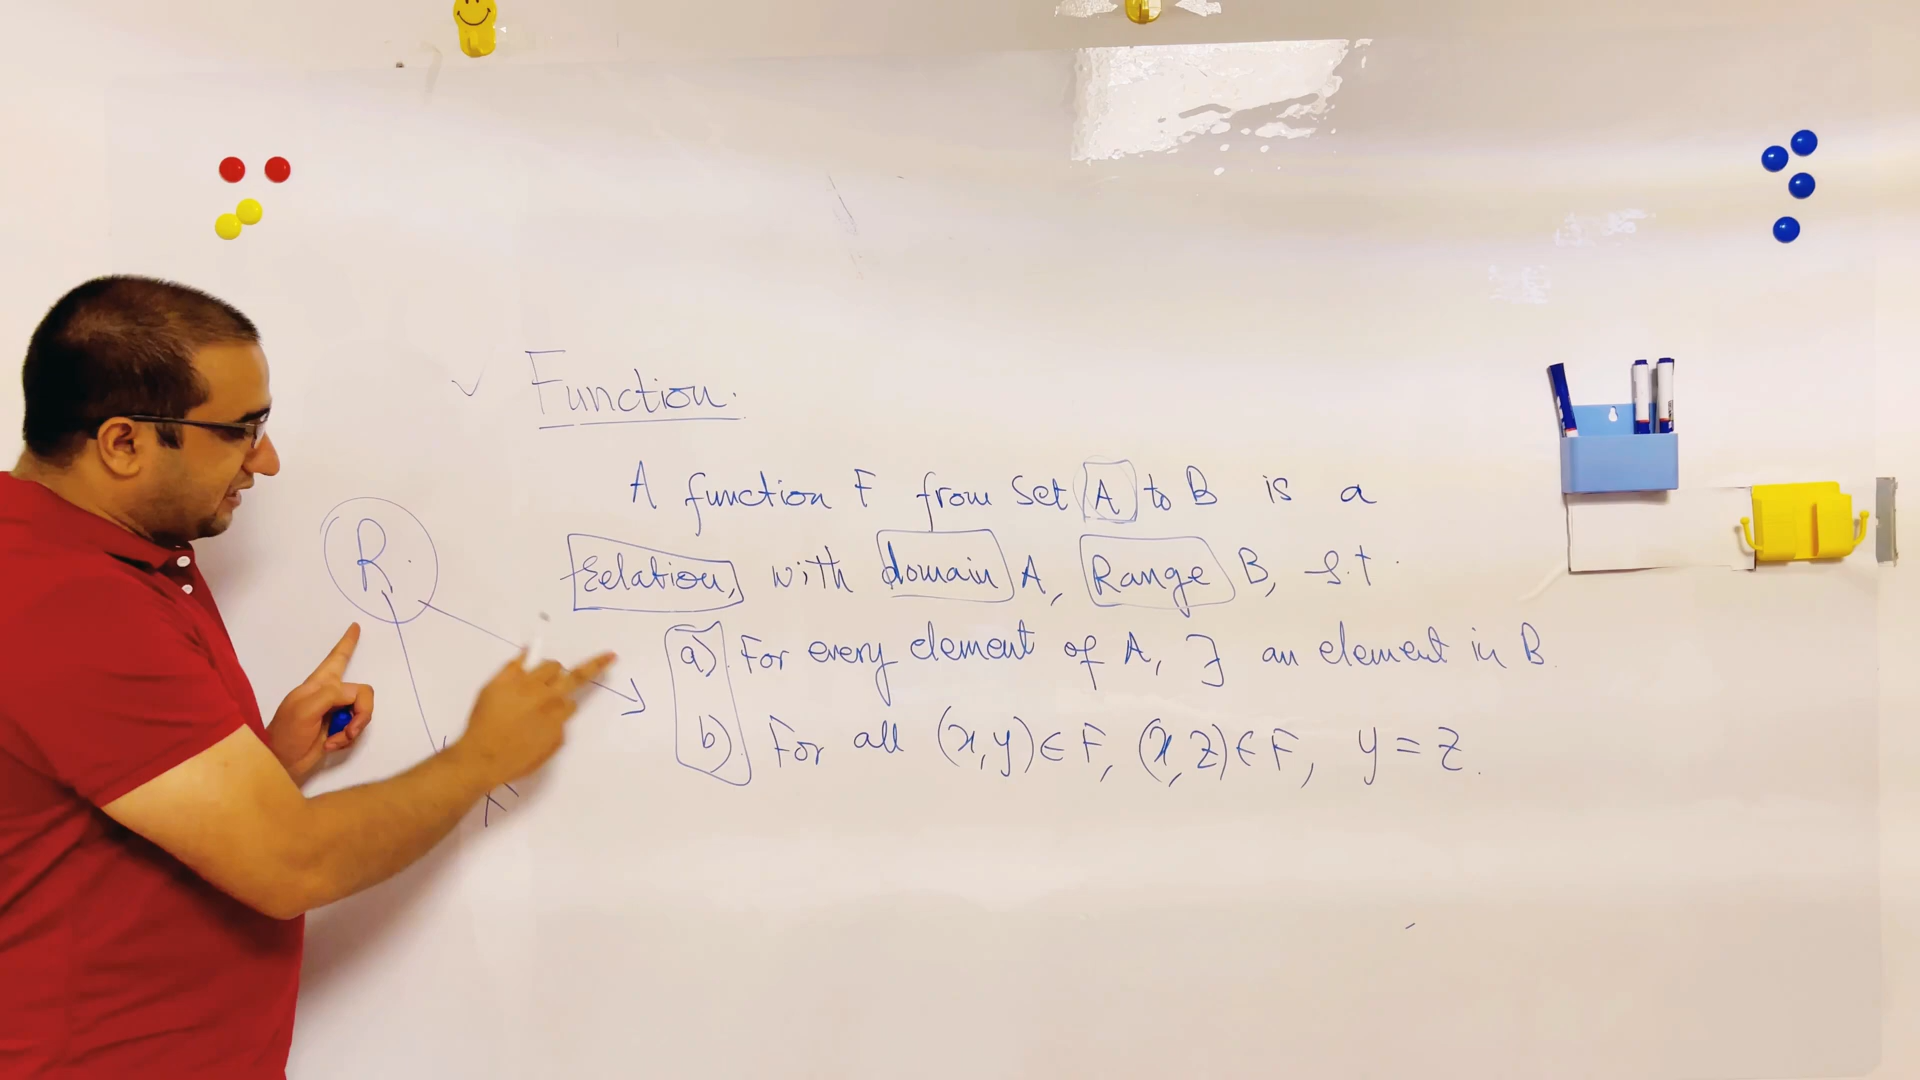 Function.
A function F from set A to B is a
Relation, with domain A, Range B, s.t.
a) For every element of A, ∃ an element in B.
b) For all (x,y)∈F, (x,z)∈F, y=z.
R